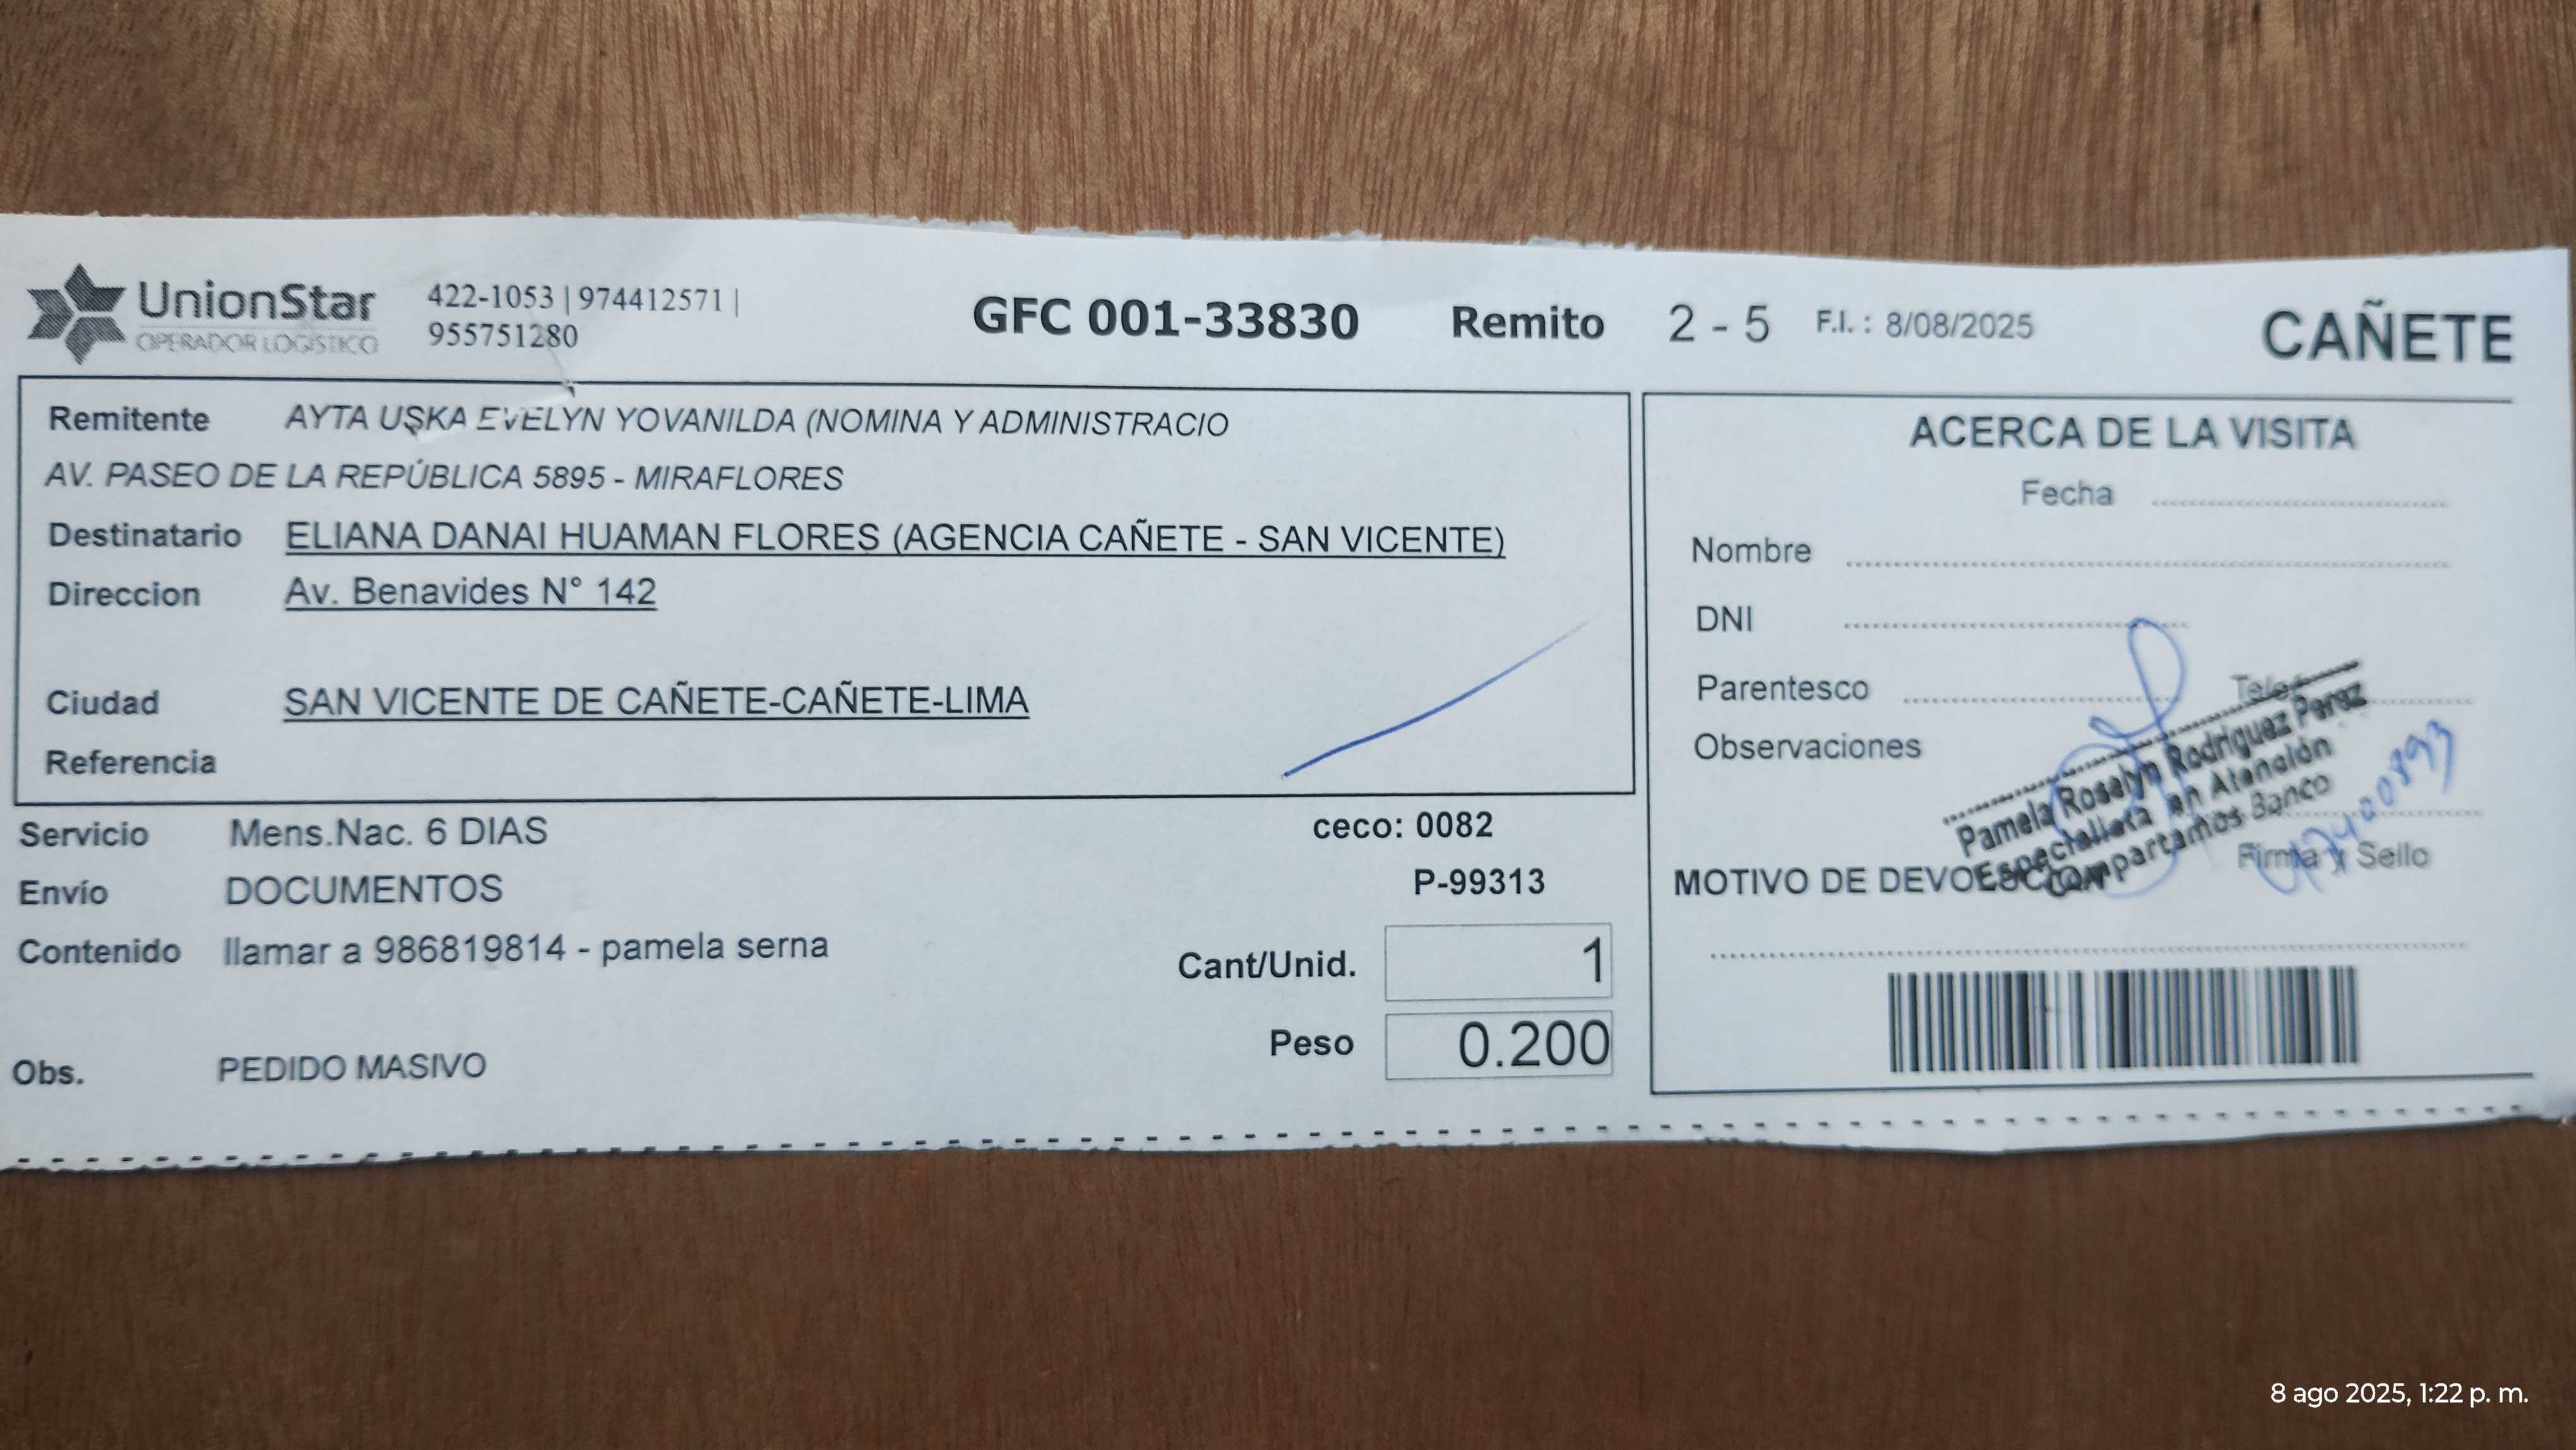 UnionStar
OPERADOR LOGÍSTICO
422-1053 | 974412571 |
955751280
GFC 001-33830 Remito 2 - 5 F.I. : 8/08/2025 CAÑETE
Remitente AYTA USKA EVELYN YOVANILDA (NOMINA Y ADMINISTRACIO
AV. PASEO DE LA REPÚBLICA 5895 - MIRAFLORES
Destinatario ELIANA DANAI HUAMAN FLORES (AGENCIA CAÑETE - SAN VICENTE)
Direccion Av. Benavides N° 142
Ciudad SAN VICENTE DE CAÑETE-CAÑETE-LIMA
Referencia
Servicio Mens.Nac. 6 DIAS
ceco: 0082
Envío DOCUMENTOS
P-99313
Contenido llamar a 986819814 - pamela serna
Cant/Unid. 1
Peso 0.200
Obs. PEDIDO MASIVO
ACERCA DE LA VISITA
Fecha
Nombre
DNI
Parentesco
Observaciones
Pamela Roselyn Rodriguez Perez
Especialista en Atención
Compartamos Banco
Firma y Sello
MOTIVO DE
8 ago 2025, 1:22 p. m.